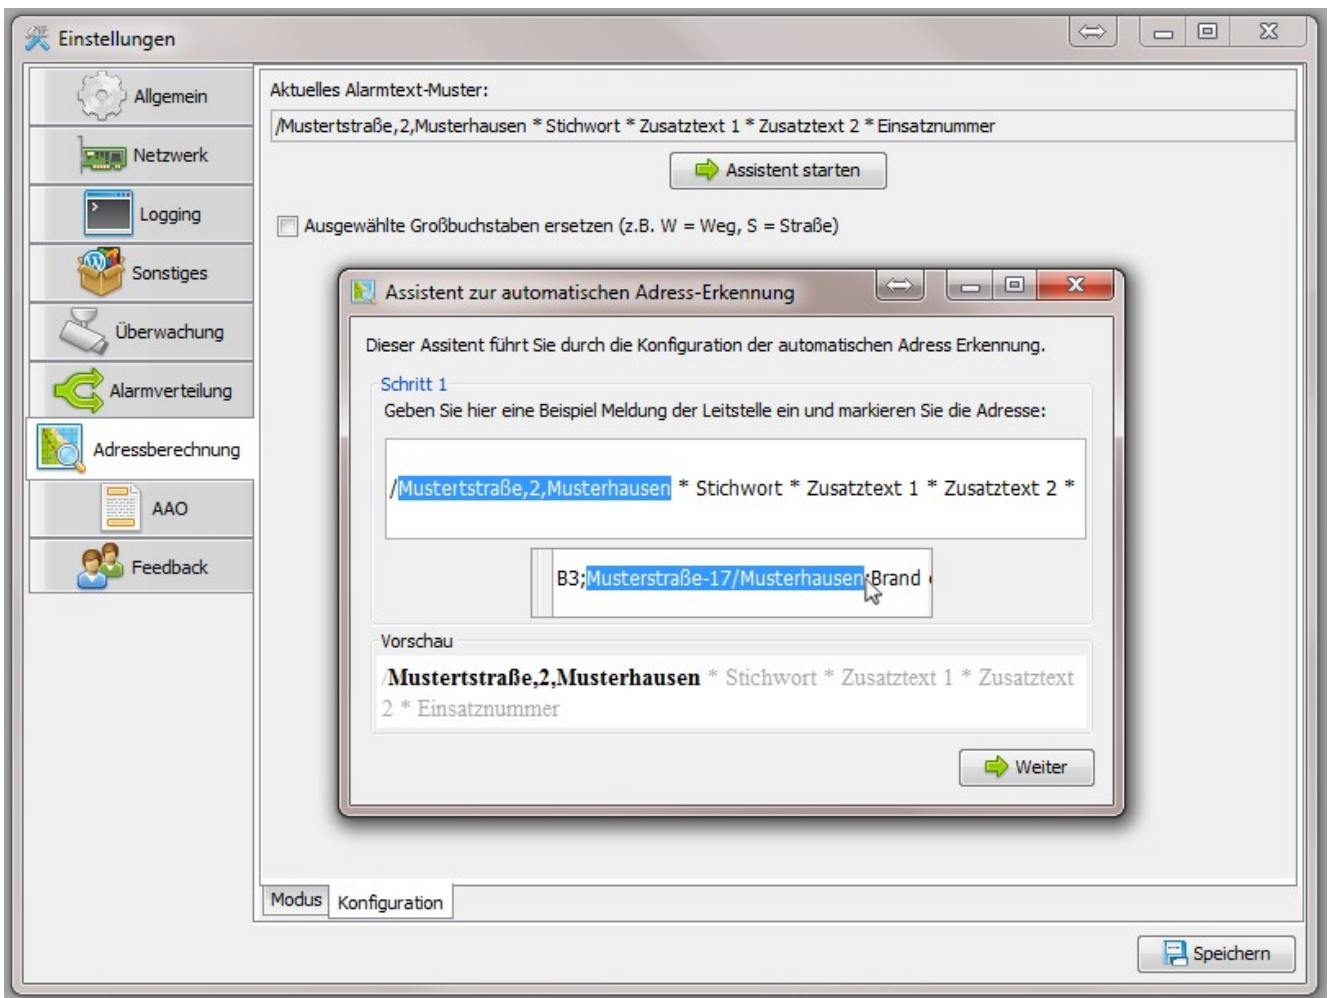 Einstellungen
Allgemein
Netzwerk
Logging
Sonstiges
Überwachung
Alarmverteilung
Adressberechnung
AAO
Feedback
Aktuelles Alarmtext-Muster:
/Mustertstraße,2,Musterhausen * Stichwort * Zusatztext 1 * Zusatztext 2 * Einsatznummer
Assistent starten
Ausgewählte Großbuchstaben ersetzen (z.B. W = Weg, S = Straße)
Assistent zur automatischen Adress-Erkennung
Dieser Assitent führt Sie durch die Konfiguration der automatischen Adress Erkennung.
Schritt 1
Geben Sie hier eine Beispiel Meldung der Leitstelle ein und markieren Sie die Adresse:
/Mustertstraße,2,Musterhausen * Stichwort * Zusatztext 1 * Zusatztext 2 *
B3;Musterstraße-17/Musterhausen;Brand
Vorschau
/Mustertstraße,2,Musterhausen * Stichwort * Zusatztext 1 * Zusatztext
2 * Einsatznummer
Weiter
Modus
Konfiguration
Speichern